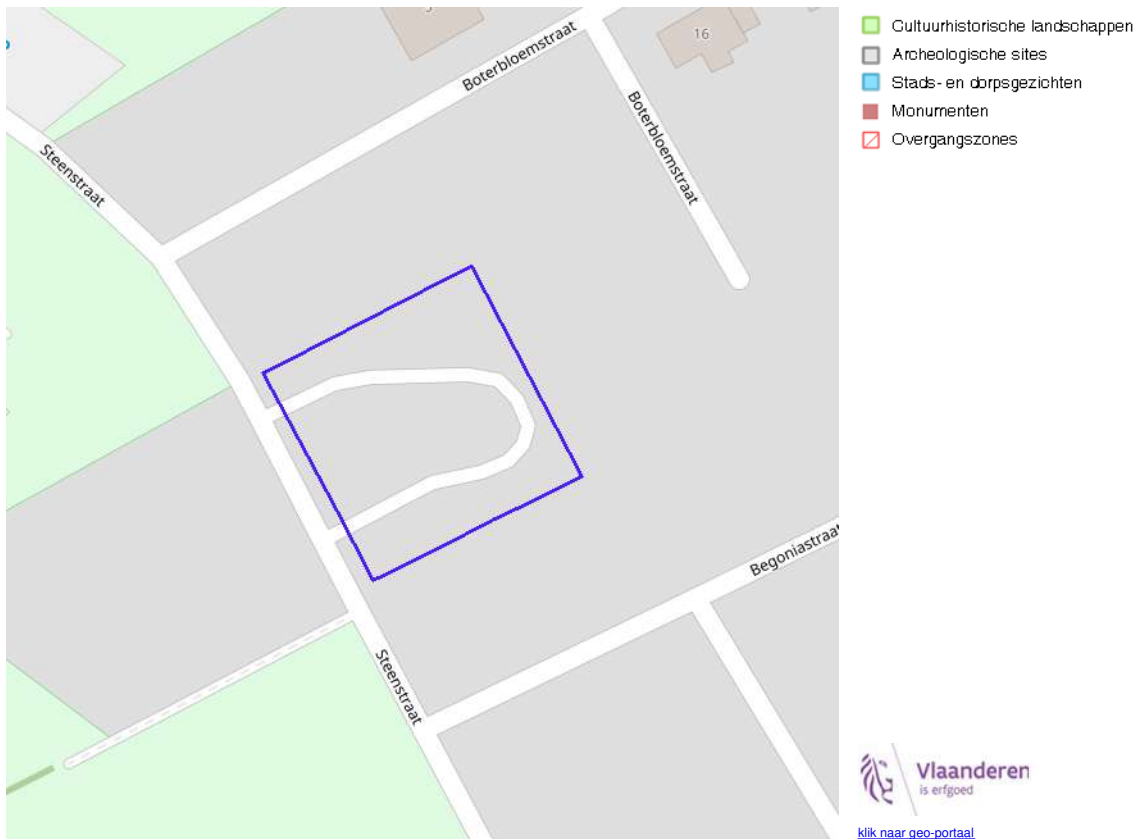 Cultuurhistorische landschappen
Archeologische sites
Stads- en dorpsgezichten
Monumenten
Overgangszones
16
Boterbloemstraat
Boterbloemstraat
Steenstraat
Begoniastraat
Steenstraat
Vlaanderen
is erfgoed
klik naar geo-portaal